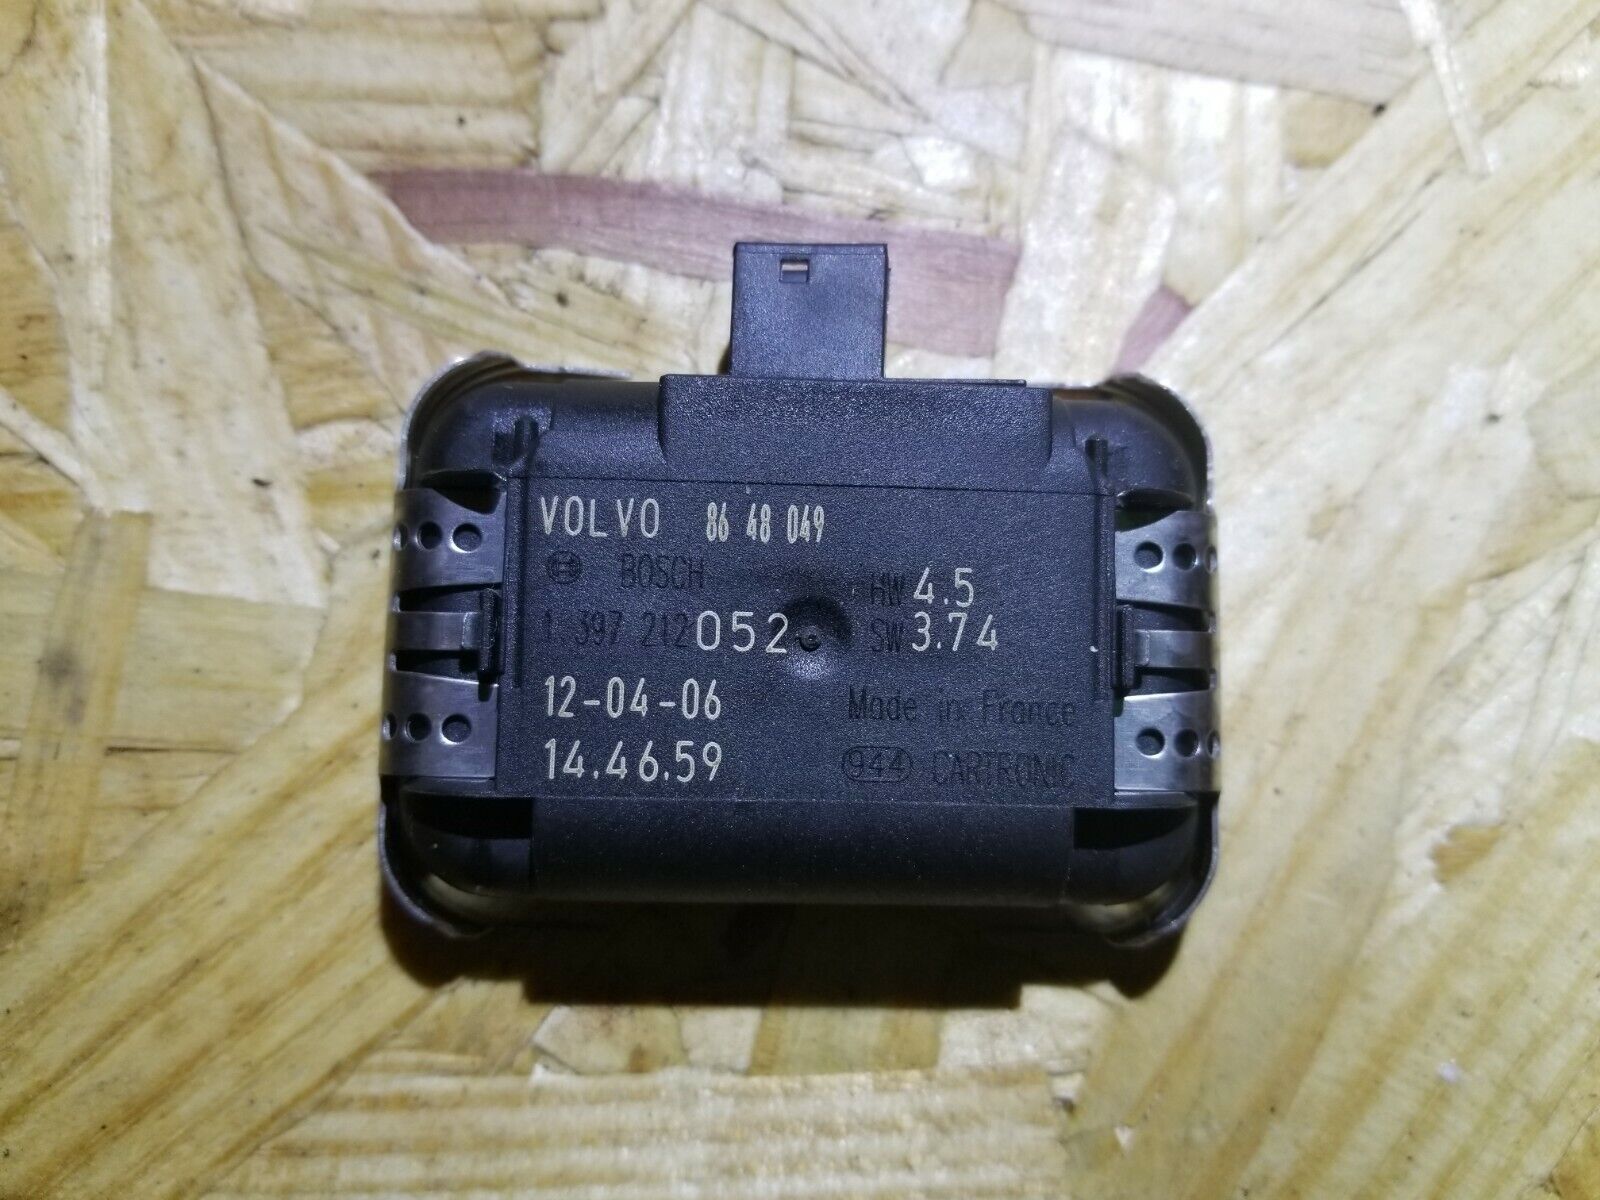 VOLVO 86 48 049
BOSCH HW 4.5
1 397 212 052 SW 3.74
12-04-06 Made in France
14.46.59 944 CARTRONIC